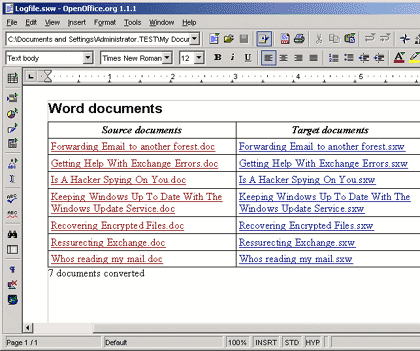 Logfile.sxw - OpenOffice.org 1.1.1
File Edit View Insert Format Tools Window Help
C:\Documents and Settings\Administrator.TEST\My Docur
Text body Times New Roman 12 B i U
1 2 3 4 5
Word documents
Source documents Target documents
Forwarding Email to another forest.doc Forwarding Email to another forest.sxw
Getting Help With Exchange Errors.doc Getting Help With Exchange Errors.sxw
Is A Hacker Spying On You.doc Is A Hacker Spying On You.sxw
Keeping Windows Up To Date With The Keeping Windows Up To Date With The
Windows Update Service.doc Windows Update Service.sxw
Recovering Encrypted Files.doc Recovering Encrypted Files.sxw
Ressurecting Exchange.doc Ressurecting Exchange.sxw
Whos reading my mail.doc Whos reading my mail.sxw
7 documents converted
Page 1 / 1 Default 100% INSRT STD HYP